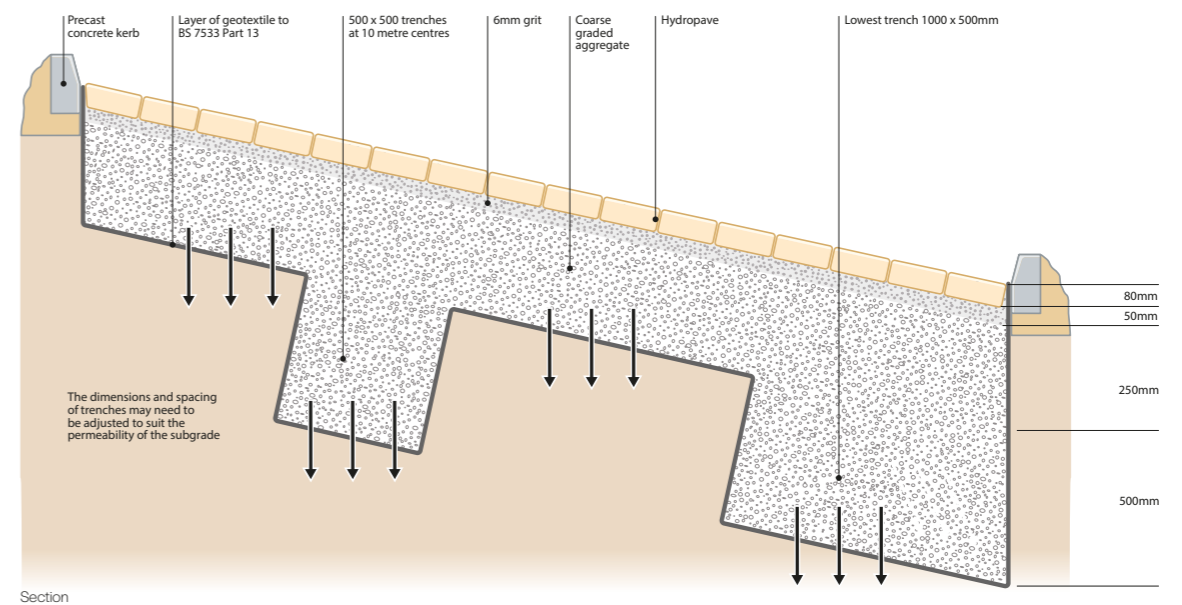 Precast
concrete kerb
Layer of geotextile to
BS 7533 Part 13
500 x 500 trenches
at 10 metre centres
6mm grit
Coarse
graded
aggregate
Hydropave
Lowest trench 1000 x 500mm
80mm
50mm
250mm
The dimensions and spacing
of trenches may need to
be adjusted to suit the
permeability of the subgrade
500mm
Section